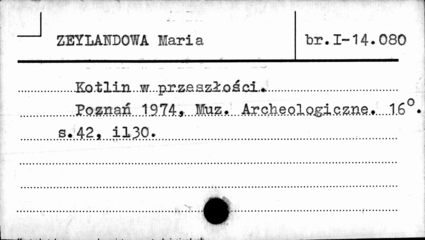 ZEYLANDOWA Maria br.I-14.080
Kotlin w przeszłości.
Poznań 1974, Muz. Archeologiczne. 16°.
s.42, il30.